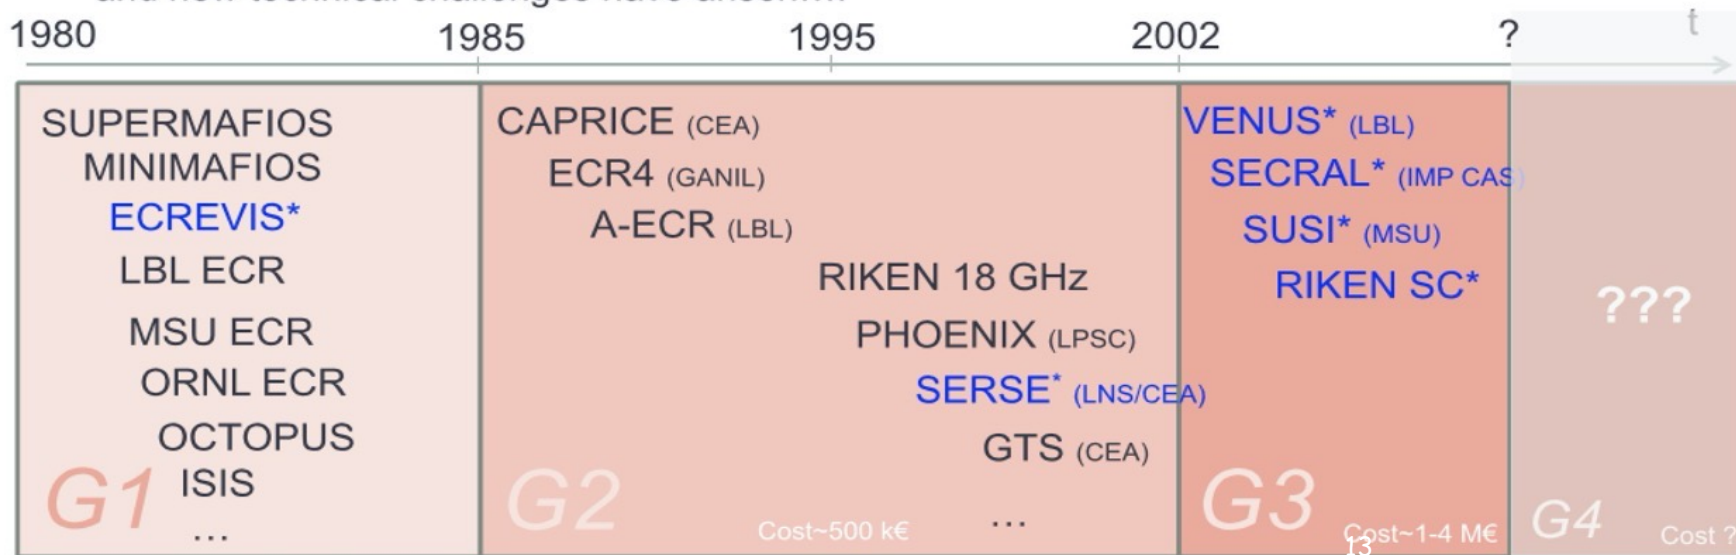 1980 1985 1995 2002 ? t
SUPERMAFIOS
MINIMAFIOS
ECREVIS*
LBL ECR
MSU ECR
ORNL ECR
OCTOPUS
ISIS
...
G1
CAPRICE (CEA)
ECR4 (GANIL)
A-ECR (LBL)
RIKEN 18 GHz
PHOENIX (LPSC)
SERSE* (LNS/CEA)
GTS (CEA)
...
G2
Cost~500 k€
VENUS* (LBL)
SECRAL* (IMP CAS)
SUSI* (MSU)
RIKEN SC*
G3
Cost~1-4 M€
13
???
G4
Cost ?